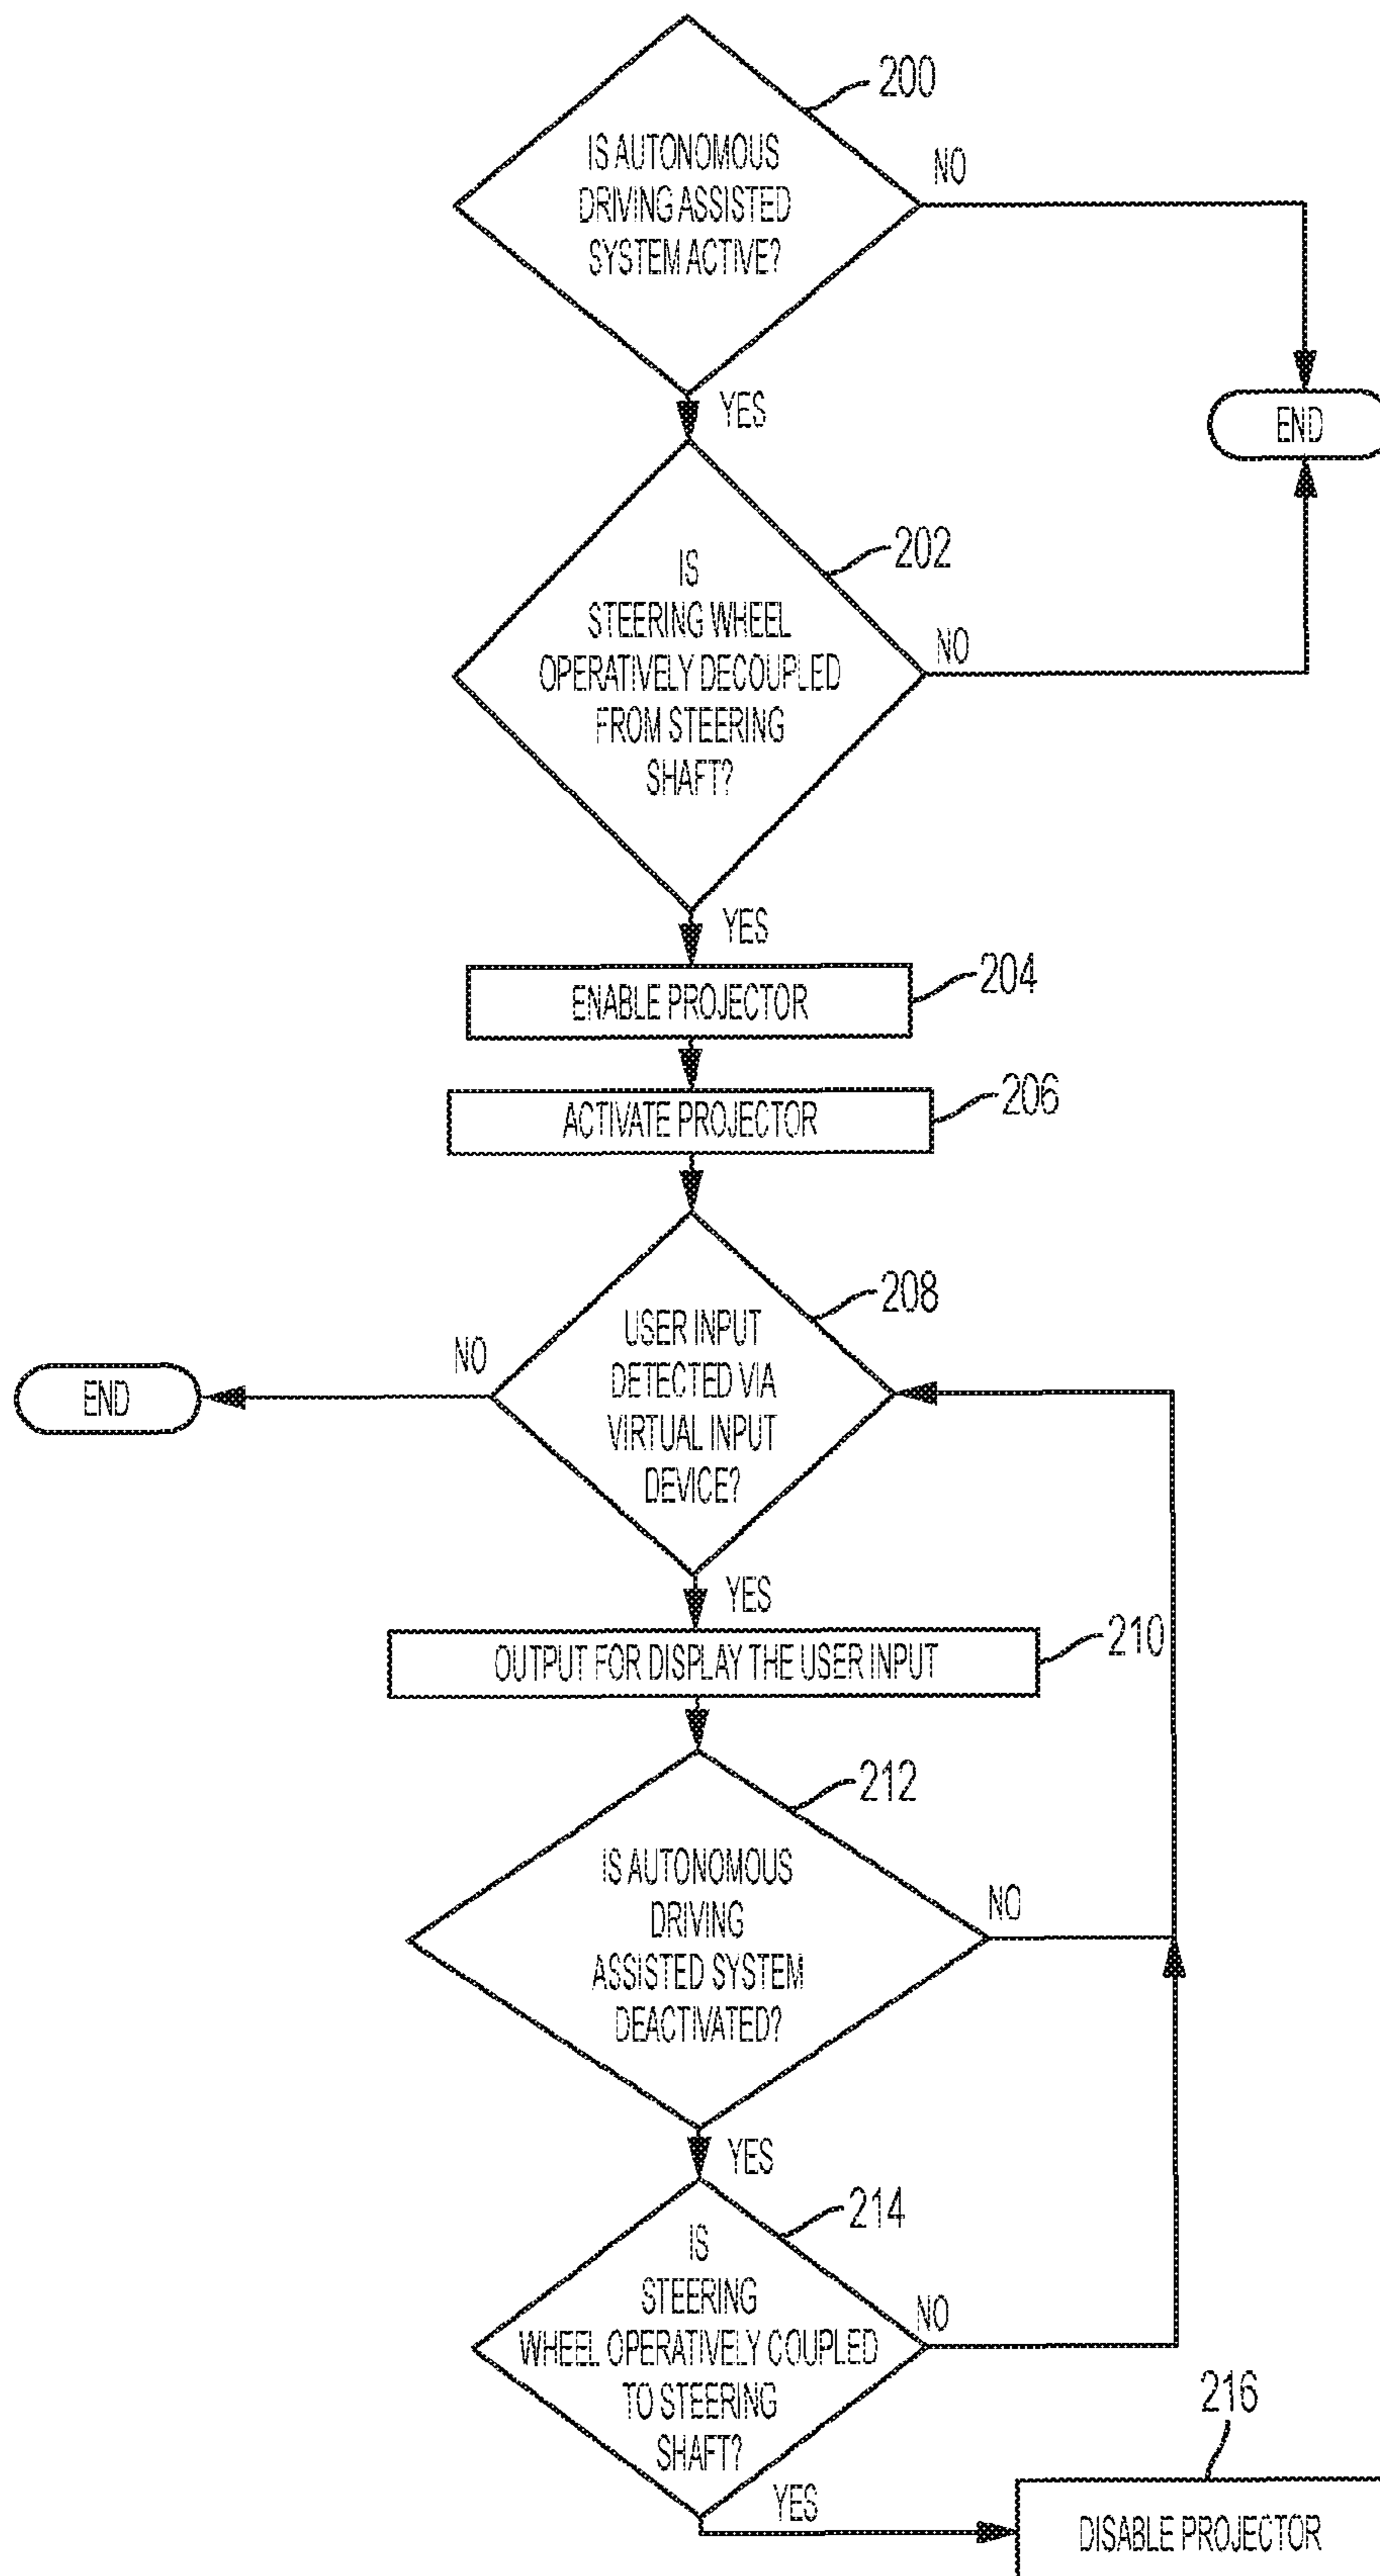 200
IS AUTONOMOUS
DRIVING ASSISTED
SYSTEM ACTIVE?
NO
END
YES
202
IS
STEERING WHEEL
OPERATIVELY DECOUPLED
FROM STEERING
SHAFT?
NO
YES
ENABLE PROJECTOR
204
ACTIVATE PROJECTOR
206
208
USER INPUT
DETECTED VIA
VIRTUAL INPUT
DEVICE?
NO
END
YES
OUTPUT FOR DISPLAY THE USER INPUT
210
212
IS AUTONOMOUS
DRIVING
ASSISTED SYSTEM
DEACTIVATED?
NO
YES
214
IS
STEERING
WHEEL OPERATIVELY COUPLED
TO STEERING
SHAFT?
NO
YES
216
DISABLE PROJECTOR